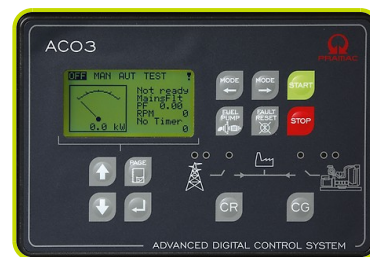 ACO3
PRAMAC
OFF MAN AUT TEST !
Not ready
MainsFlt
PF 0.00
RPM 0
No Timer
0
0.0 kW
MODE
MODE
START
FUEL PUMP
FAULT RESET
STOP
PAGE
CR
CG
ADVANCED DIGITAL CONTROL SYSTEM